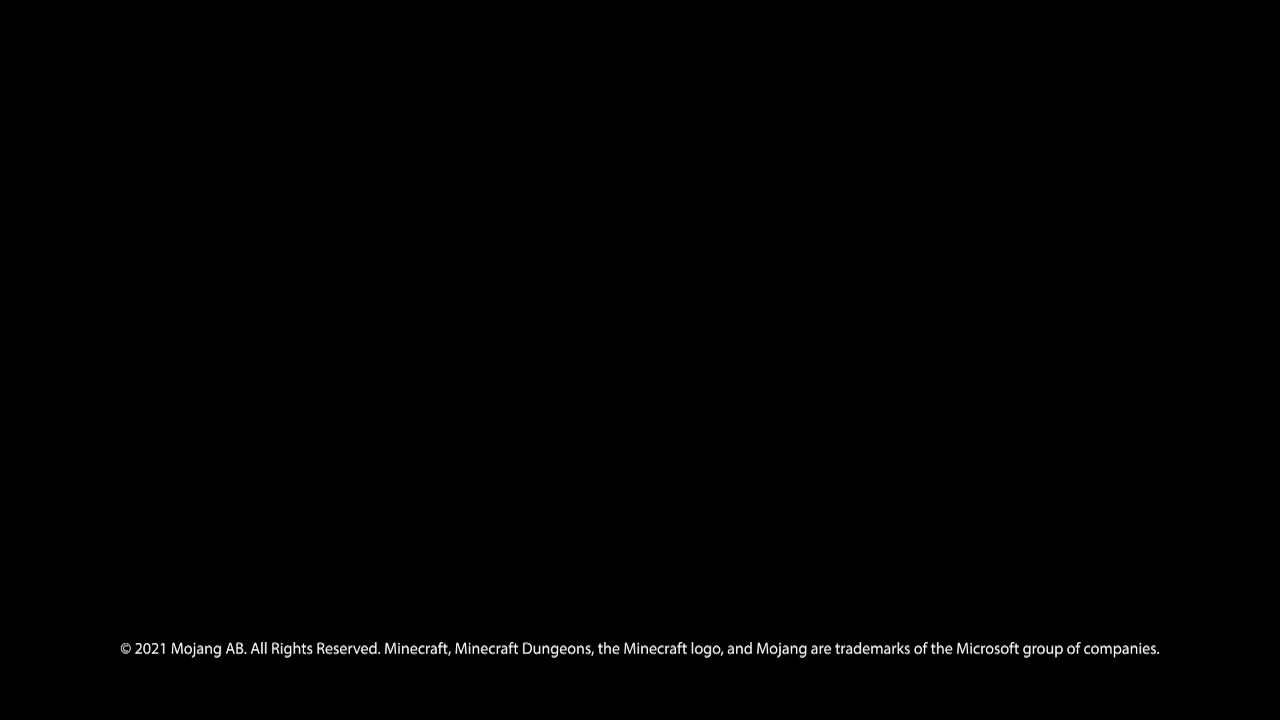 © 2021 Mojang AB. All Rights Reserved. Minecraft, Minecraft Dungeons, the Minecraft logo, and Mojang are trademarks of the Microsoft group of companies.